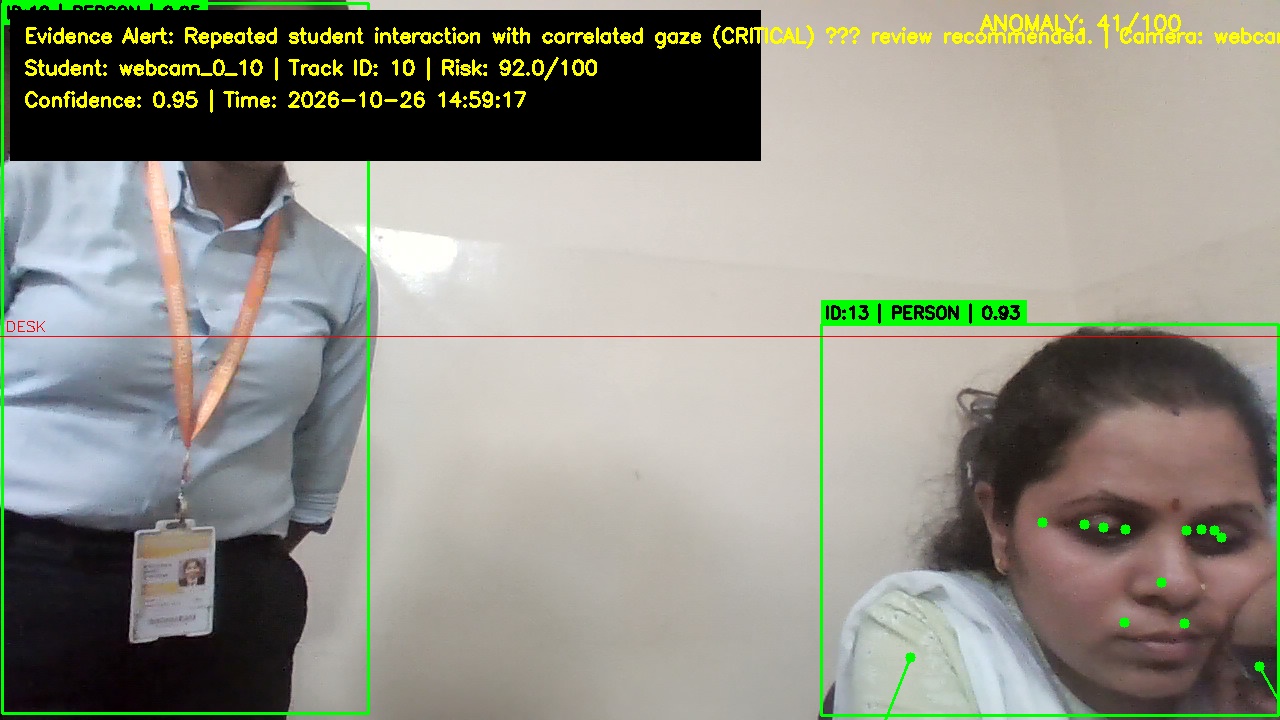 ANOMALY: 41/100
Evidence Alert: Repeated student interaction with correlated gaze (CRITICAL) ??? review recommended. | Camera: webcam
Student: webcam_0_10 | Track ID: 10 | Risk: 92.0/100
Confidence: 0.95 | Time: 2026-10-26 14:59:17
DESK
ID:13 | PERSON | 0.93